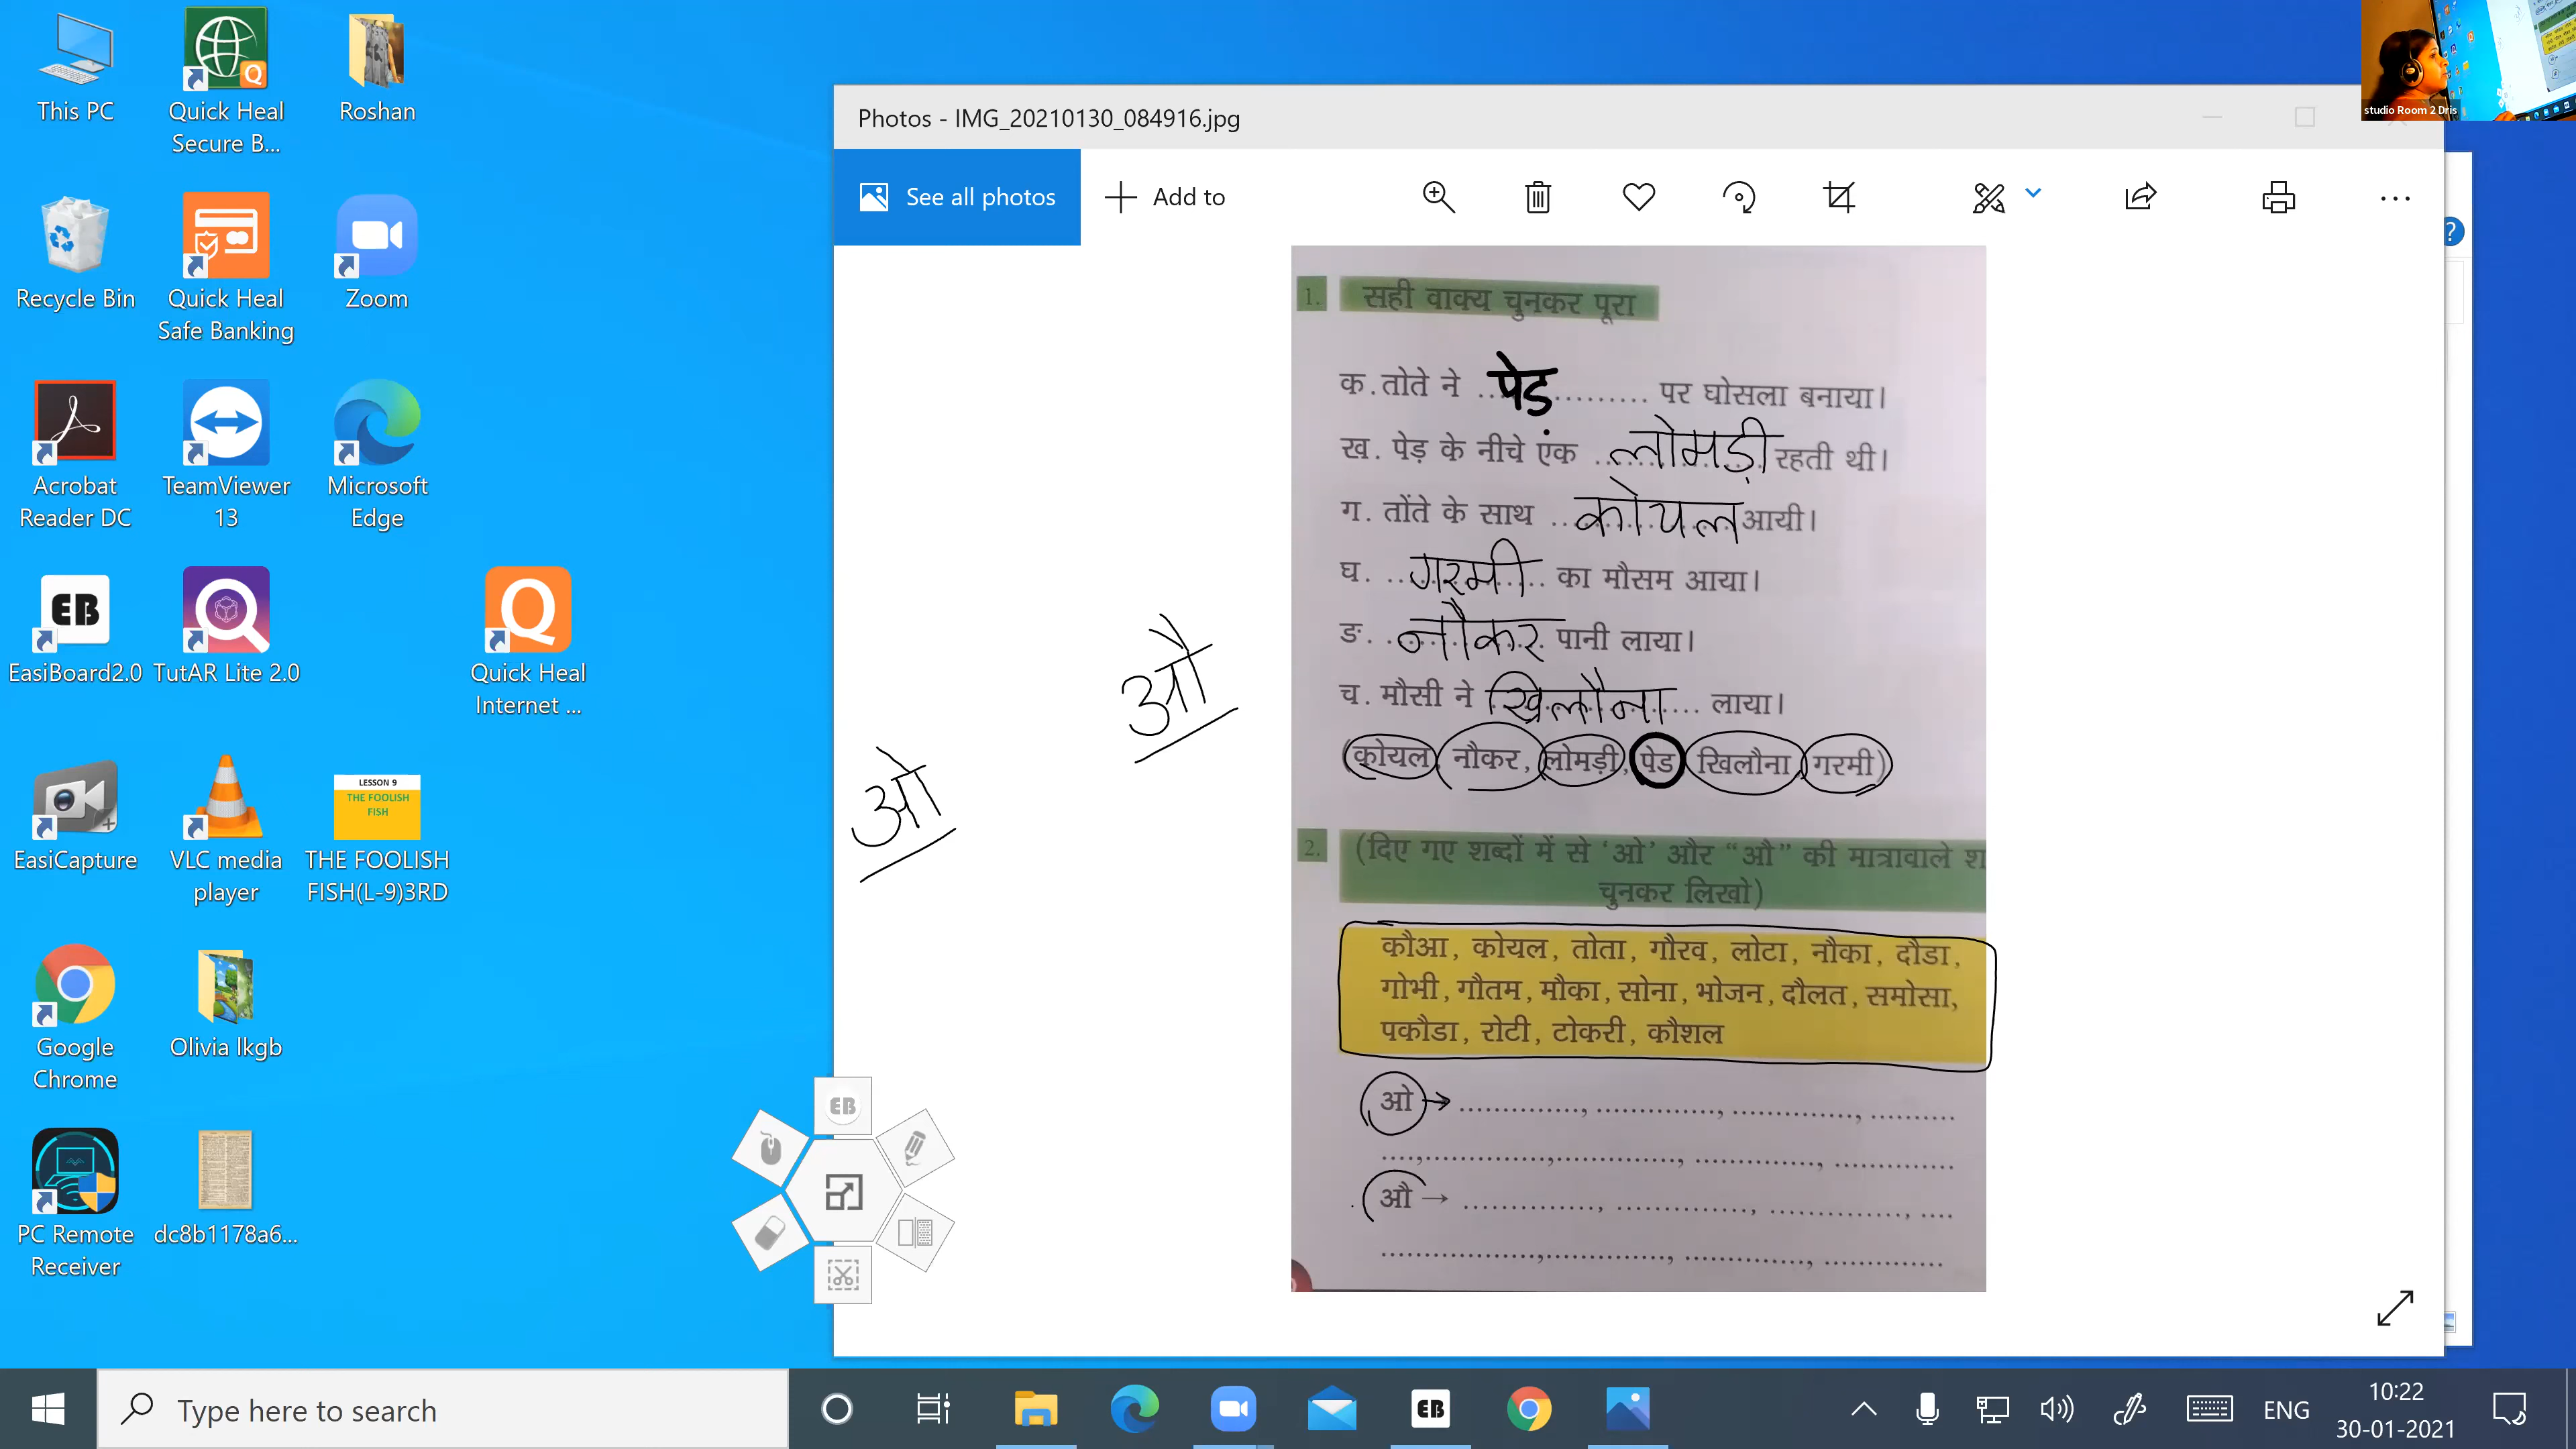 This PC
Quick Heal
Secure B...
Roshan
Recycle Bin
Quick Heal
Safe Banking
Zoom
Acrobat
Reader DC
TeamViewer
13
Microsoft
Edge
EB
EasiBoard2.0
TutAR Lite 2.0
Quick Heal
Internet ...
EasiCapture
VLC media
player
LESSON 9
THE FOOLISH
FISH
THE FOOLISH
FISH(L-9)3RD
Google
Chrome
Olivia lkgb
PC Remote
Receiver
dc8b1178a6...
studio Room 2 Dris
Photos - IMG_20210130_084916.jpg
See all photos
Add to
1. सही वाक्य चुनकर पूरा
क. तोते ने ...पेड.......... पर घोसला बनाया।
ख. पेड़ के नीचे एंक ...लोमड़ी... रहती थी।
ग. तोंते के साथ ...कोयल... आयी।
घ. ...गरमी... का मौसम आया।
ङ. ...नौकर... पानी लाया।
च. मौसी ने ...खिलौना... लाया।
(कोयल, नौकर, लोमड़ी, पेड, खिलौना, गरमी)
औ
ओ
2. (दिए गए शब्दों में से ‘ओ’ और “औ” की मात्रावाले श
चुनकर लिखो)
कौआ, कोयल, तोता, गौरव, लोटा, नौका, दौडा,
गोभी, गौतम, मौका, सोना, भोजन, दौलत, समोसा,
पकौडा, रोटी, टोकरी, कौशल
ओ → ............., ............., ............., .........
....,.............,.............,............., .............
औ → ............., ............., ............., ....
.................,............., ............., .............
EB
Type here to search
EB
ENG
10:22
30-01-2021